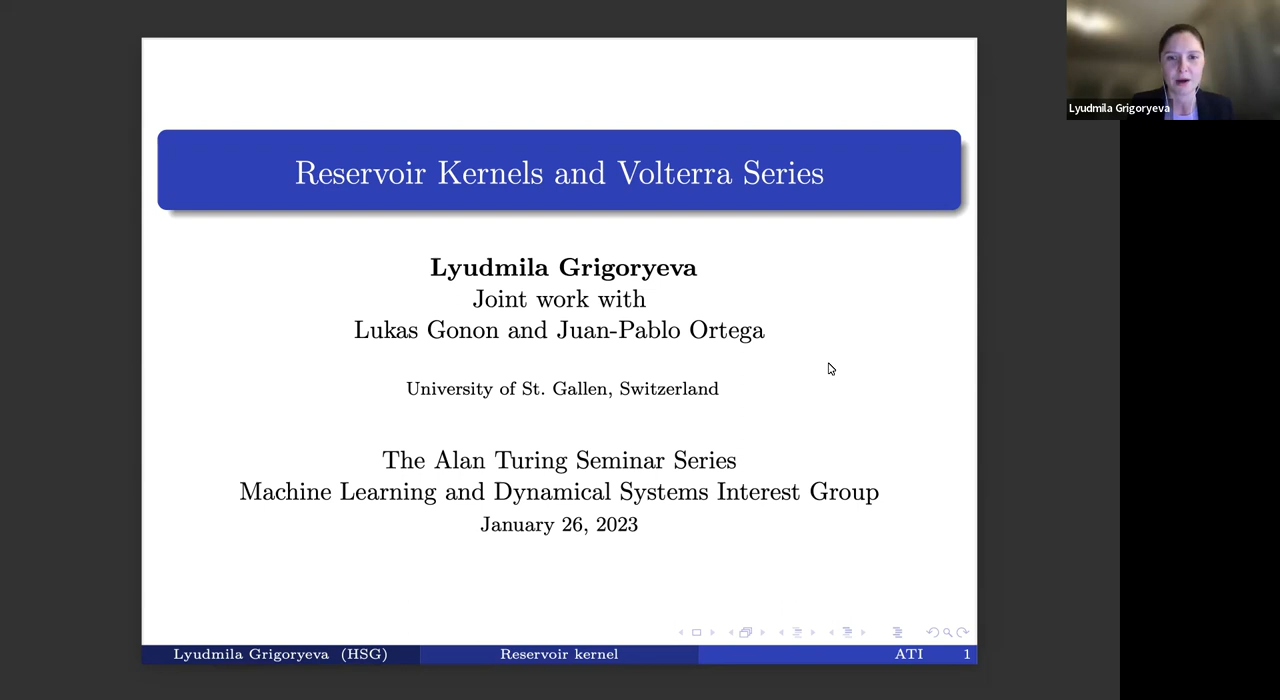 Lyudmila Grigoryeva
Reservoir Kernels and Volterra Series
Lyudmila Grigoryeva
Joint work with
Lukas Gonon and Juan-Pablo Ortega
University of St. Gallen, Switzerland
The Alan Turing Seminar Series
Machine Learning and Dynamical Systems Interest Group
January 26, 2023
Lyudmila Grigoryeva (HSG) Reservoir kernel ATI 1